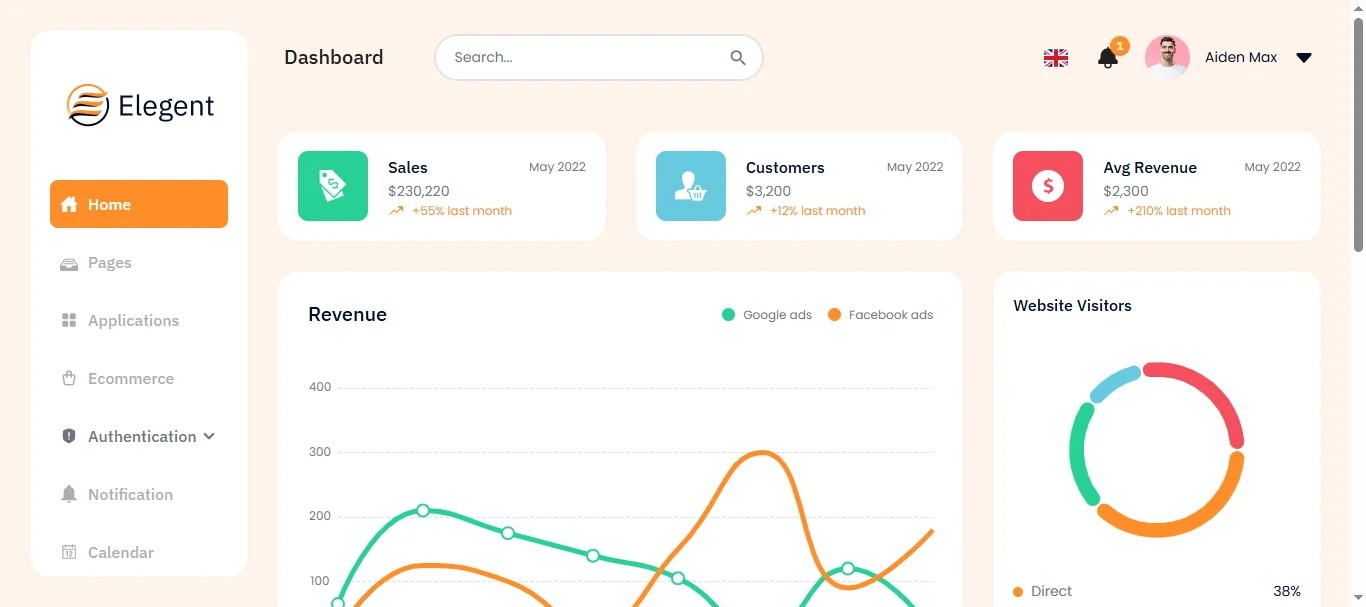 Elegent
Home
Pages
Applications
Ecommerce
Authentication
Notification
12
Calendar
Dashboard
Search...
1
Aiden Max
Sales
May 2022
$230,220
+55% last month
Customers
May 2022
$3,200
+12% last month
$
Avg Revenue
May 2022
$2,300
+210% last month
Revenue
Google ads
Facebook ads
400
300
200
100
Website Visitors
Direct
38%